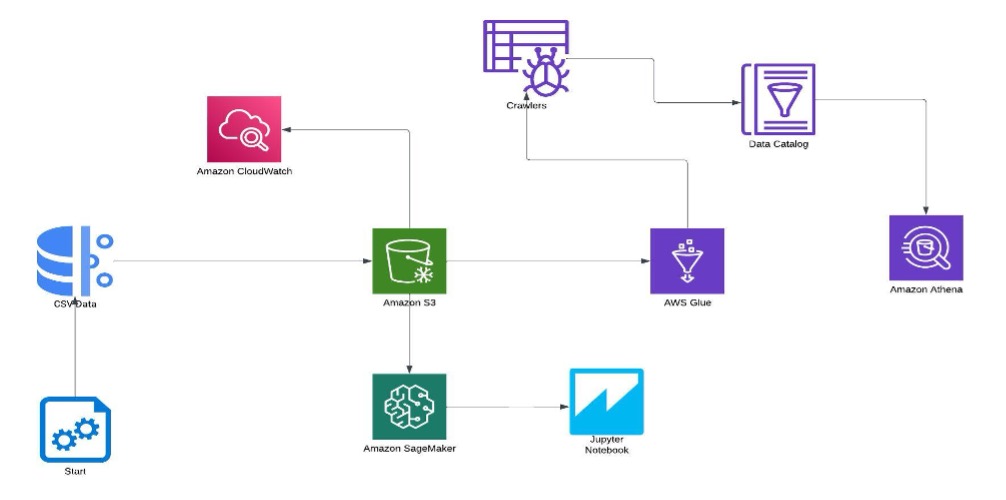 Crawlers
Data Catalog
Amazon CloudWatch
CSV Data
Amazon S3
AWS Glue
Amazon Athena
Start
Amazon SageMaker
Jupyter
Notebook